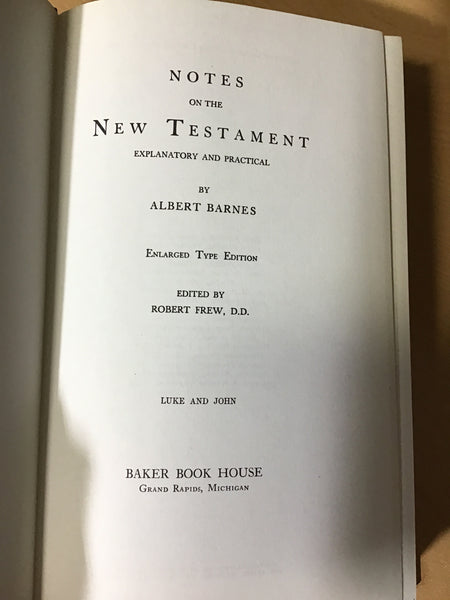 NOTES
ON THE
NEW TESTAMENT
EXPLANATORY AND PRACTICAL
BY
ALBERT BARNES
ENLARGED TYPE EDITION
EDITED BY
ROBERT FREW, D.D.
LUKE AND JOHN
BAKER BOOK HOUSE
GRAND RAPIDS, MICHIGAN